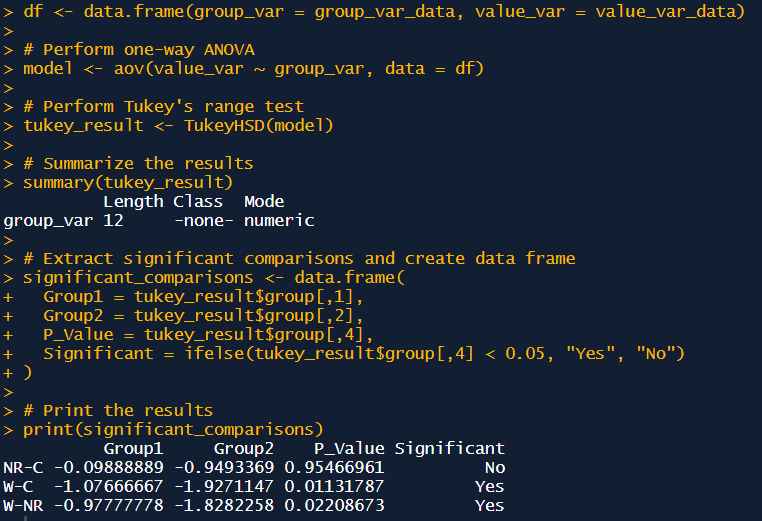 > df <- data.frame(group_var = group_var_data, value_var = value_var_data)
>
> # Perform one-way ANOVA
> model <- aov(value_var ~ group_var, data = df)
>
> # Perform Tukey's range test
> tukey_result <- TukeyHSD(model)
>
> # Summarize the results
> summary(tukey_result)
          Length Class  Mode
group_var 12     -none- numeric
>
> # Extract significant comparisons and create data frame
> significant_comparisons <- data.frame(
+   Group1 = tukey_result$group[,1],
+   Group2 = tukey_result$group[,2],
+   P_Value = tukey_result$group[,4],
+   Significant = ifelse(tukey_result$group[,4] < 0.05, "Yes", "No")
+ )
>
> # Print the results
> print(significant_comparisons)
          Group1     Group2    P_Value Significant
NR-C -0.09888889 -0.9493369 0.95466961          No
W-C  -1.07666667 -1.9271147 0.01131787         Yes
W-NR -0.97777778 -1.8282258 0.02208673         Yes